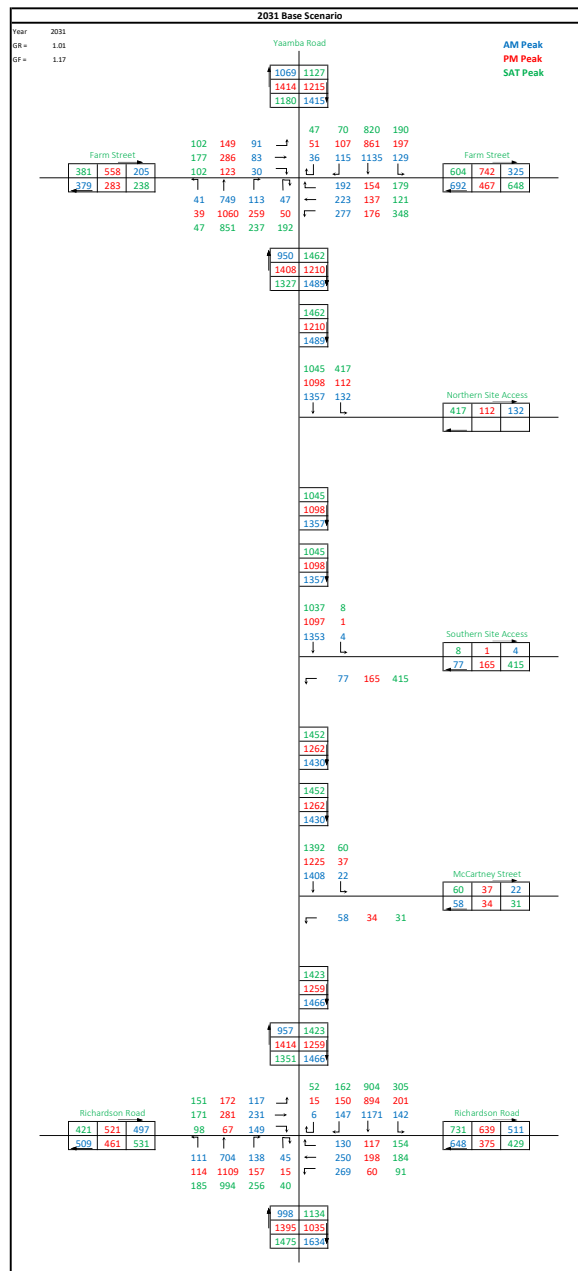 2031 Base Scenario
Year 2031
GR = 1.01
GF = 1.17
Yaamba Road
AM Peak
PM Peak
SAT Peak
1069 1127
1414 1215
1180 1415
47 70 820 190
102 149 91 51 107 861 197
Farm Street 177 286 83 36 115 1135 129 Farm Street
381 558 205 102 123 30 604 742 325
379 283 238 192 154 179 692 467 648
41 749 113 47 223 137 121
39 1060 259 50 277 176 348
47 851 237 192
950 1462
1408 1210
1327 1489
1462
1210
1489
1045 417
1098 112
1357 132 Northern Site Access
417 112 132
1045
1098
1357
1045
1098
1357
1037 8
1097 1
1353 4 Southern Site Access
8 1 4
77 165 415
77 165 415
1452
1262
1430
1452
1262
1430
1392 60
1225 37
1408 22 McCartney Street
60 37 22
58 34 31
58 34 31
1423
1259
1466
957 1423
1414 1259
1351 1466
52 162 904 305
151 172 117 15 150 894 201
Richardson Road 171 281 231 6 147 1171 142 Richardson Road
421 521 497 98 67 149 731 639 511
509 461 531 130 117 154 648 375 429
111 704 138 45 250 198 184
114 1109 157 15 269 60 91
185 994 256 40
998 1134
1395 1035
1475 1634